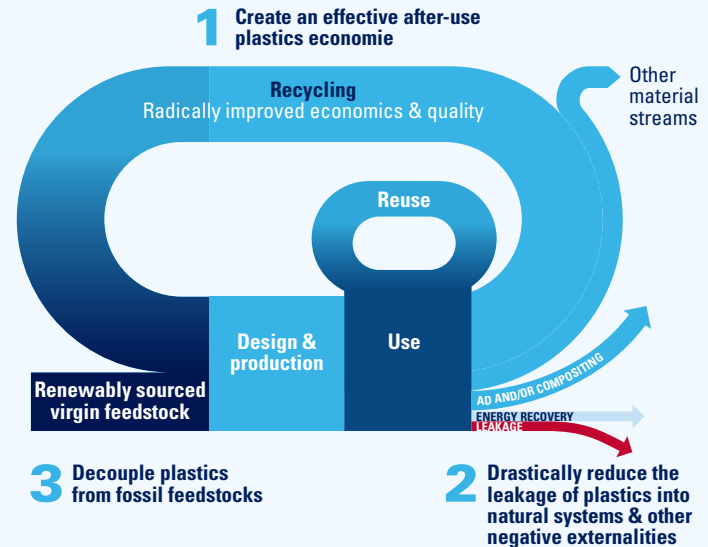 1 Create an effective after-use
plastics economie
Recycling
Radically improved economics & quality
Other
material
streams
Reuse
Design &
production
Use
Renewably sourced
virgin feedstock
AD AND/OR COMPOSITING
ENERGY RECOVERY
LEAKAGE
3 Decouple plastics
from fossil feedstocks
2 Drastically reduce the
leakage of plastics into
natural systems & other
negative externalities